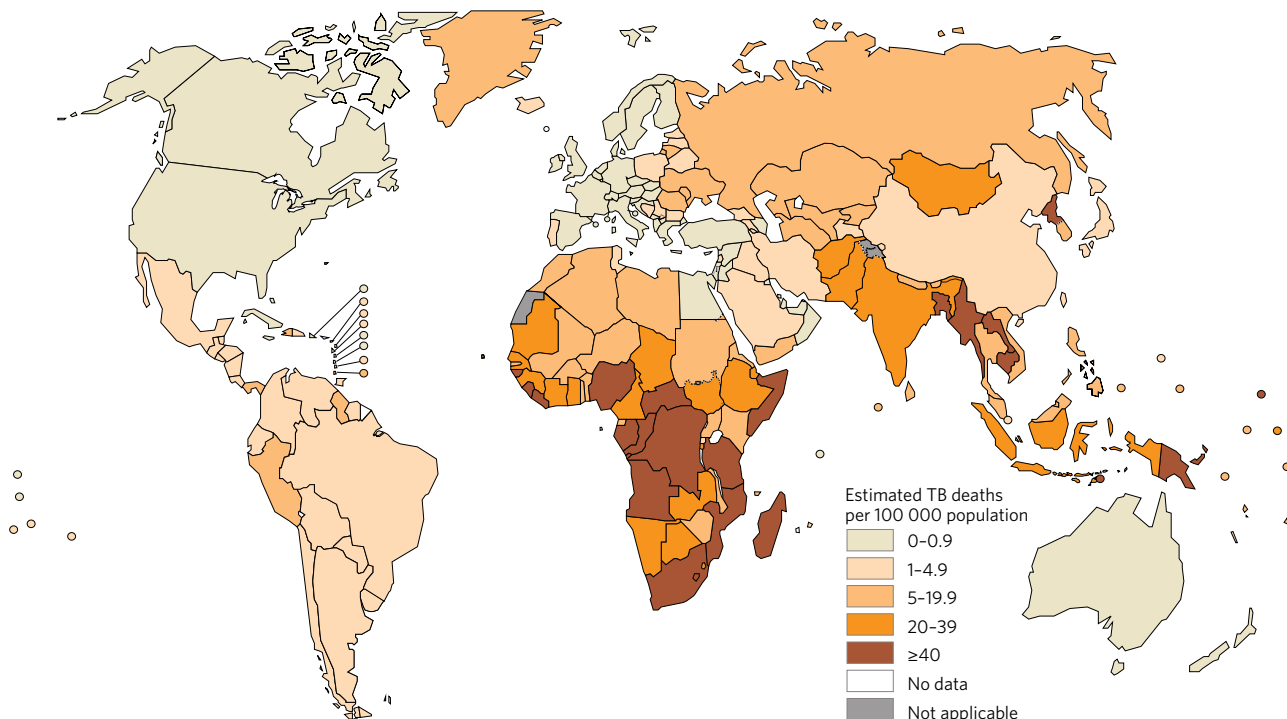 Estimated TB deaths
per 100 000 population
0–0.9
1–4.9
5–19.9
20–39
≥40
No data
Not applicable